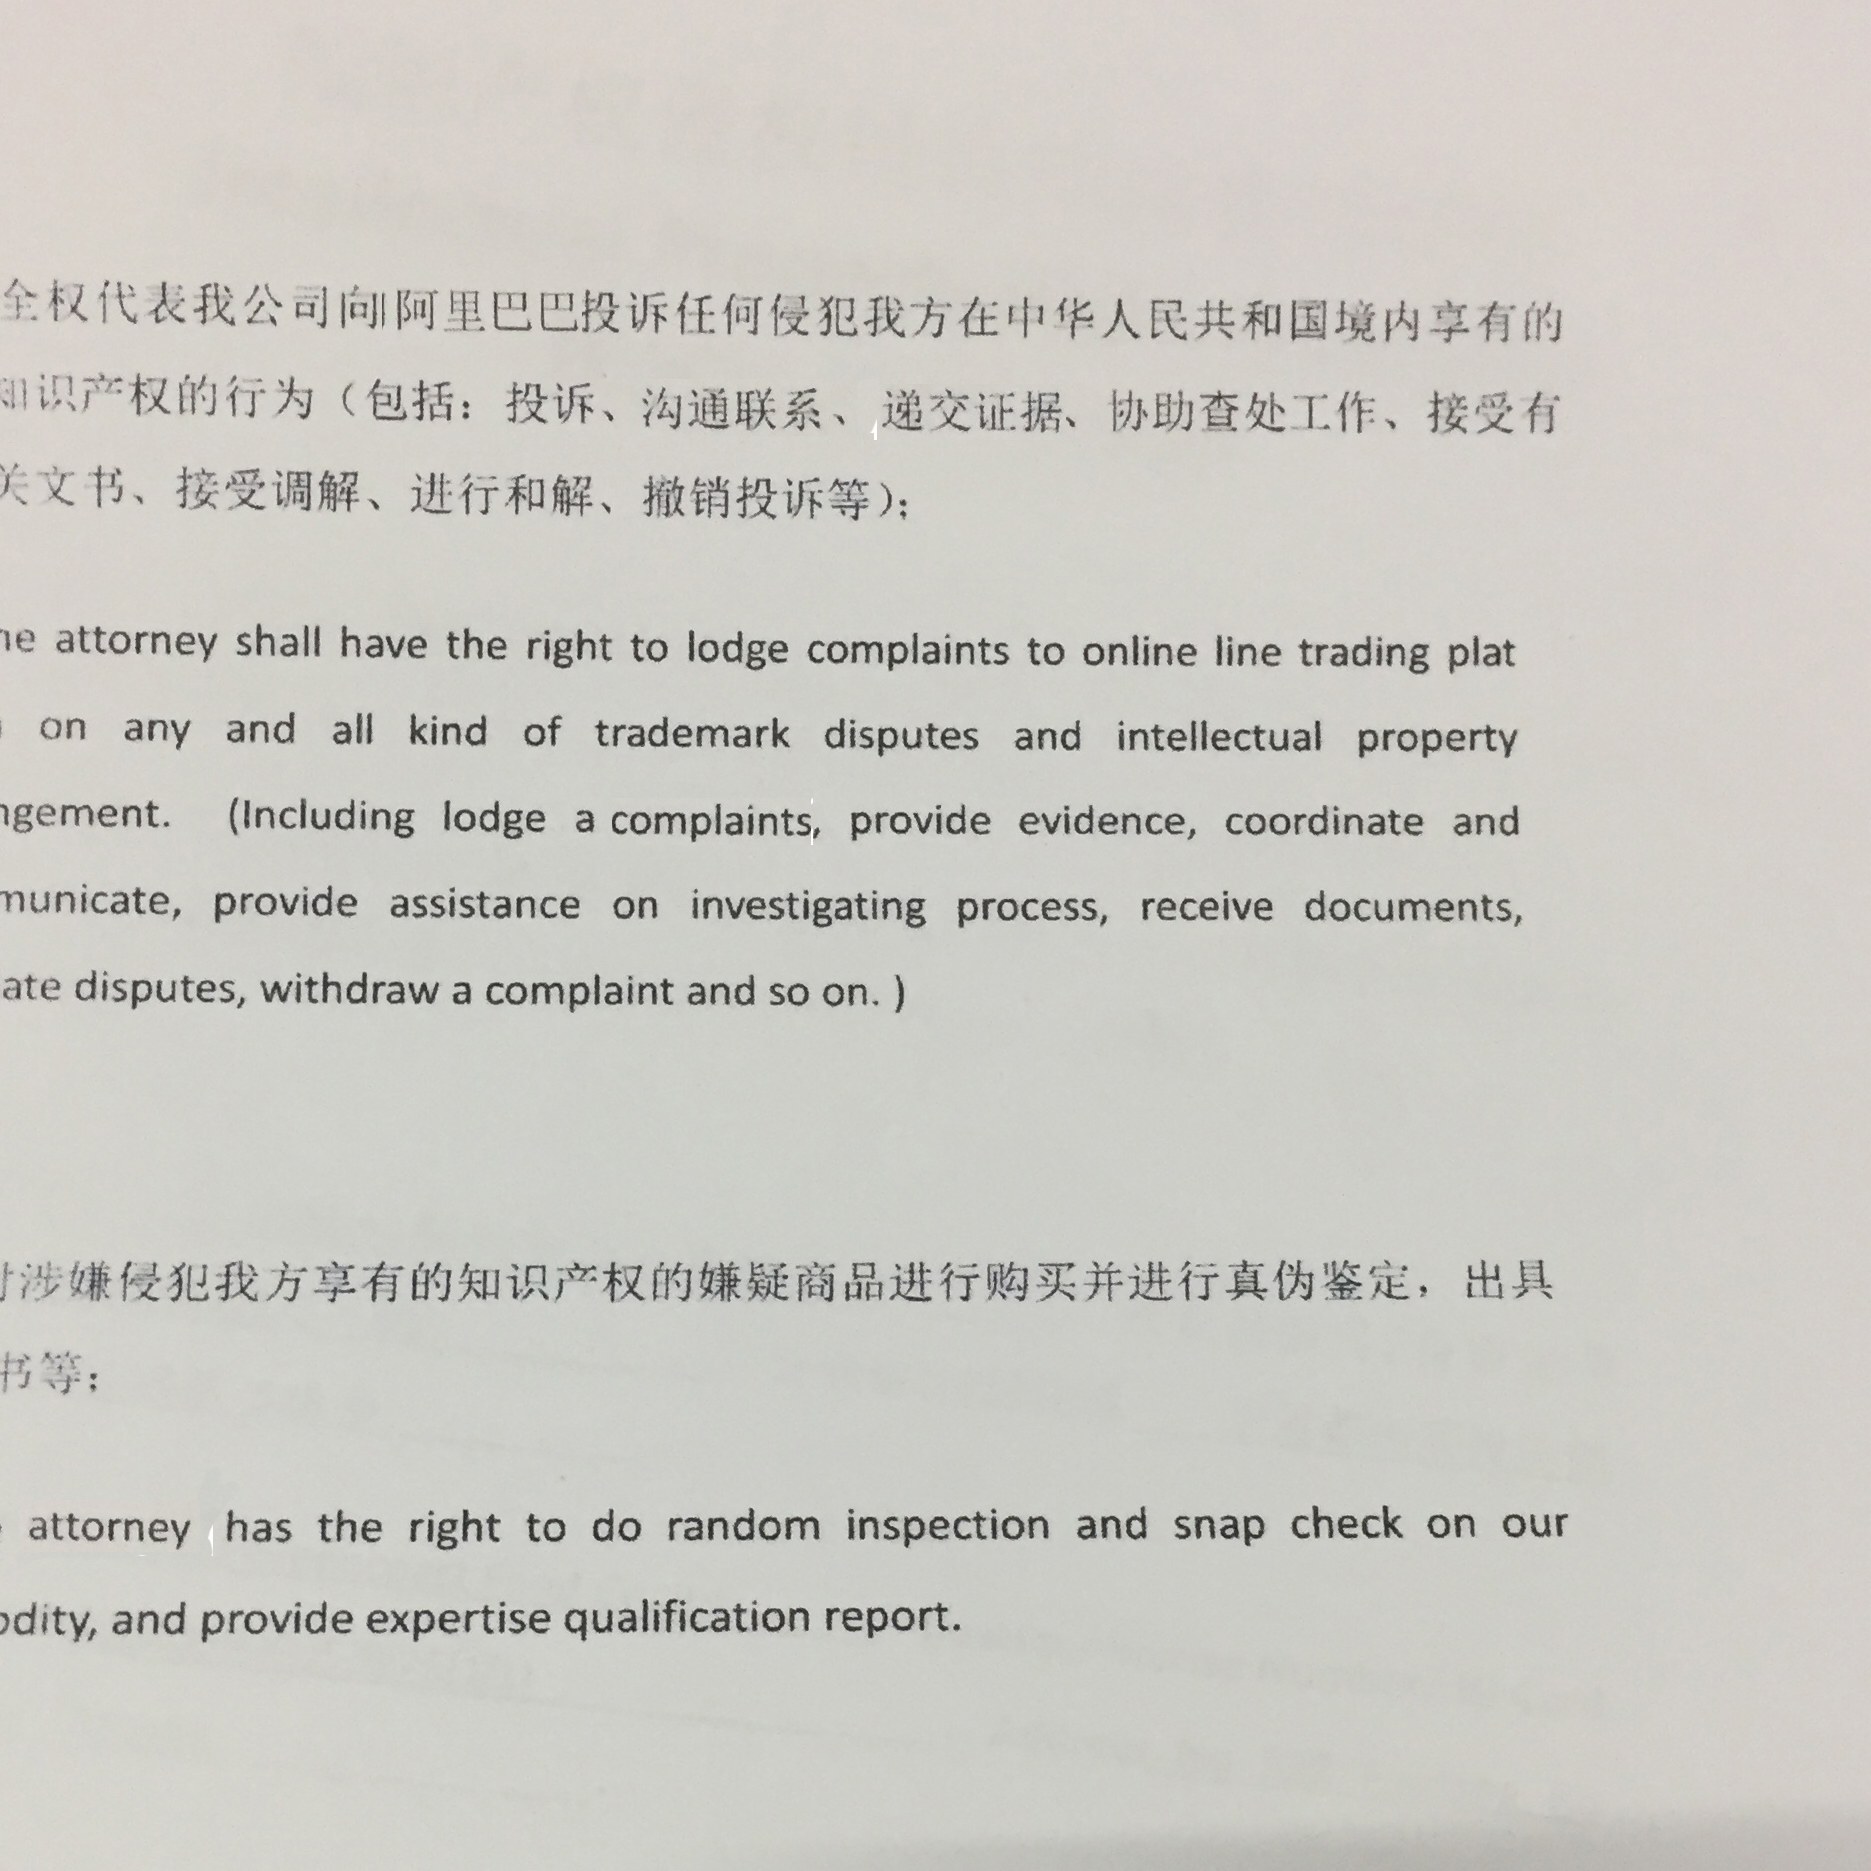 全权代表我公司向阿里巴巴投诉任何侵犯我方在中华人民共和国境内享有的
知识产权的行为（包括：投诉、沟通联系、递交证据、协助查处工作、接受有
关文书、接受调解、进行和解、撤销投诉等）；
attorney shall have the right to lodge complaints to online line trading plat
on any and all kind of trademark disputes and intellectual property
ngement. (Including lodge a complaints, provide evidence, coordinate and
municate, provide assistance on investigating process, receive documents,
ate disputes, withdraw a complaint and so on. )
对涉嫌侵犯我方享有的知识产权的嫌疑商品进行购买并进行真伪鉴定，出具
书等；
attorney has the right to do random inspection and snap check on our
odity, and provide expertise qualification report.